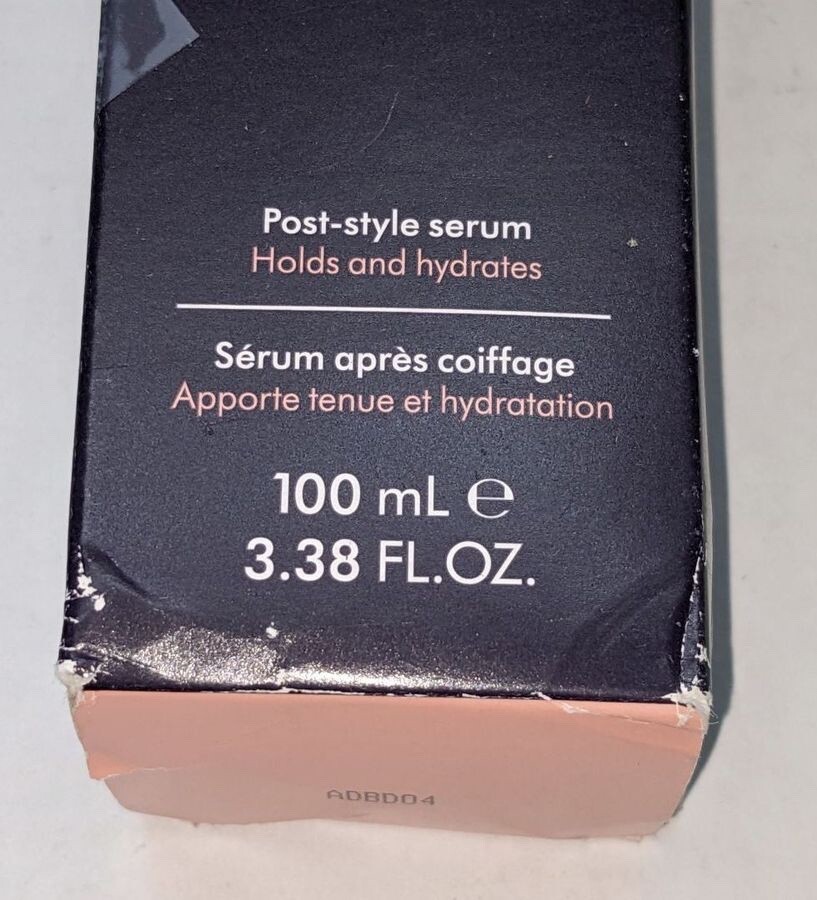 Post-style serum
Holds and hydrates
Sérum après coiffage
Apporte tenue et hydratation
100 mL ℮
3.38 FL.OZ.
ADBD04